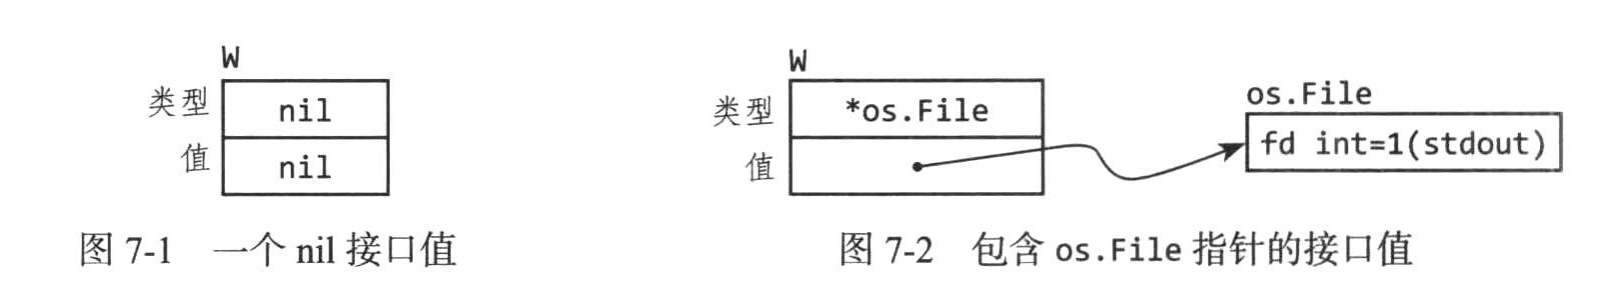 W
类型 nil
值 nil
图 7-1 一个 nil 接口值
W
类型 *os.File
值
os.File
fd int=1(stdout)
图 7-2 包含 os.File 指针的接口值